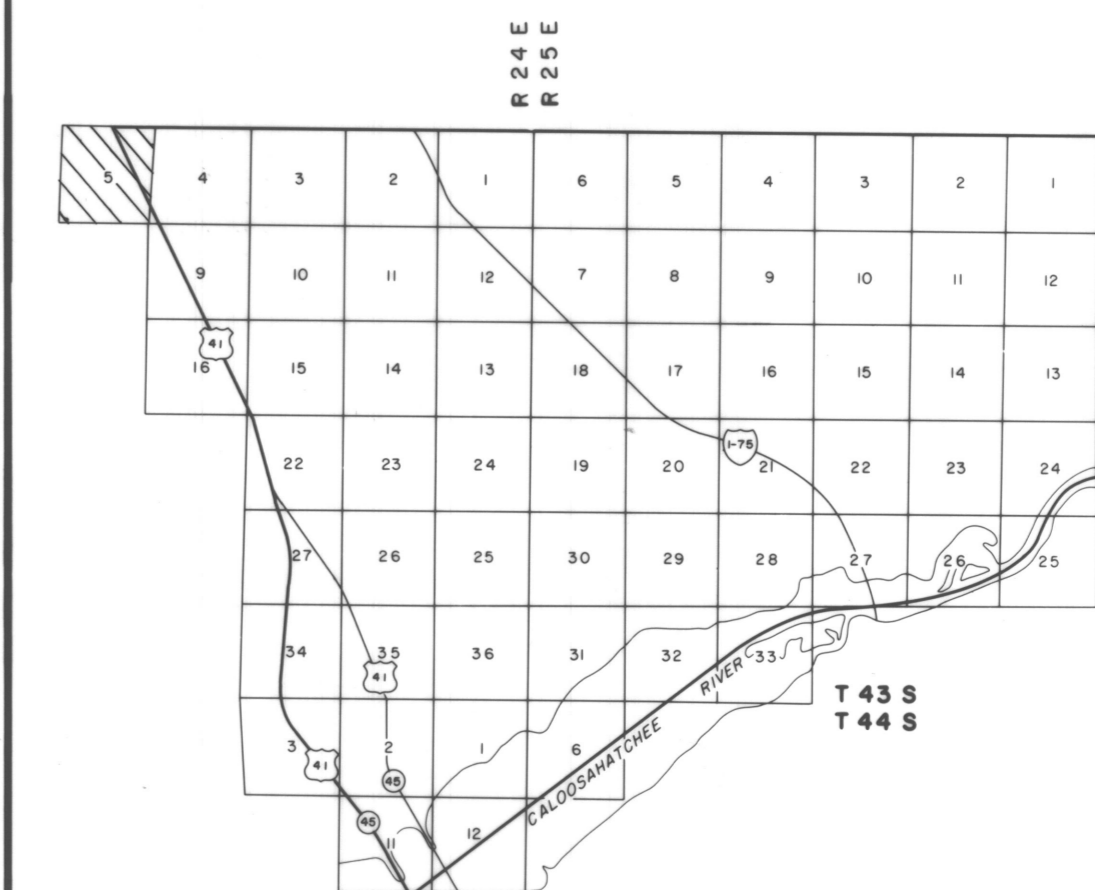 R 24 E
R 25 E
5 4 3 2 1 6 5 4 3 2 1
9 10 11 12 7 8 9 10 11 12
41
16 15 14 13 18 17 16 15 14 13
I-75
22 23 24 19 20 21 22 23 24
27 26 25 30 29 28 27 26 25
34 35 36 31 32 33
41
RIVER
T 43 S
T 44 S
3 2 1 6
41
45
CALOOSAHATCHEE
45
11 12